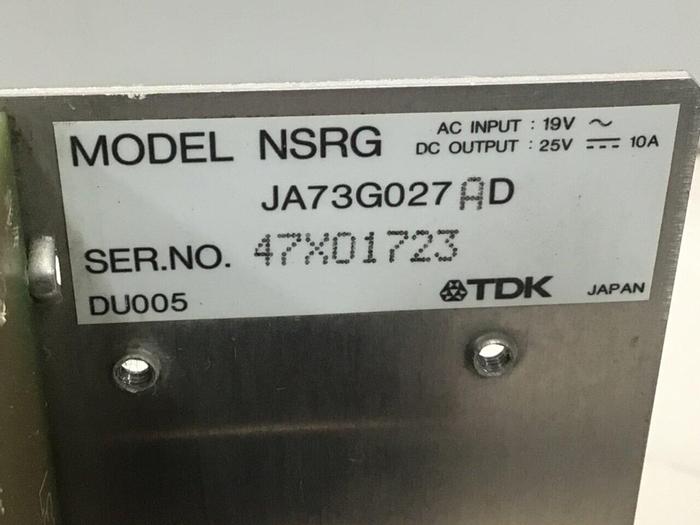 MODEL NSRG AC INPUT : 19V ~
DC OUTPUT : 25V ⎓ 10A
JA73G027AD
SER.NO. 47X01723
DU005 TDK JAPAN